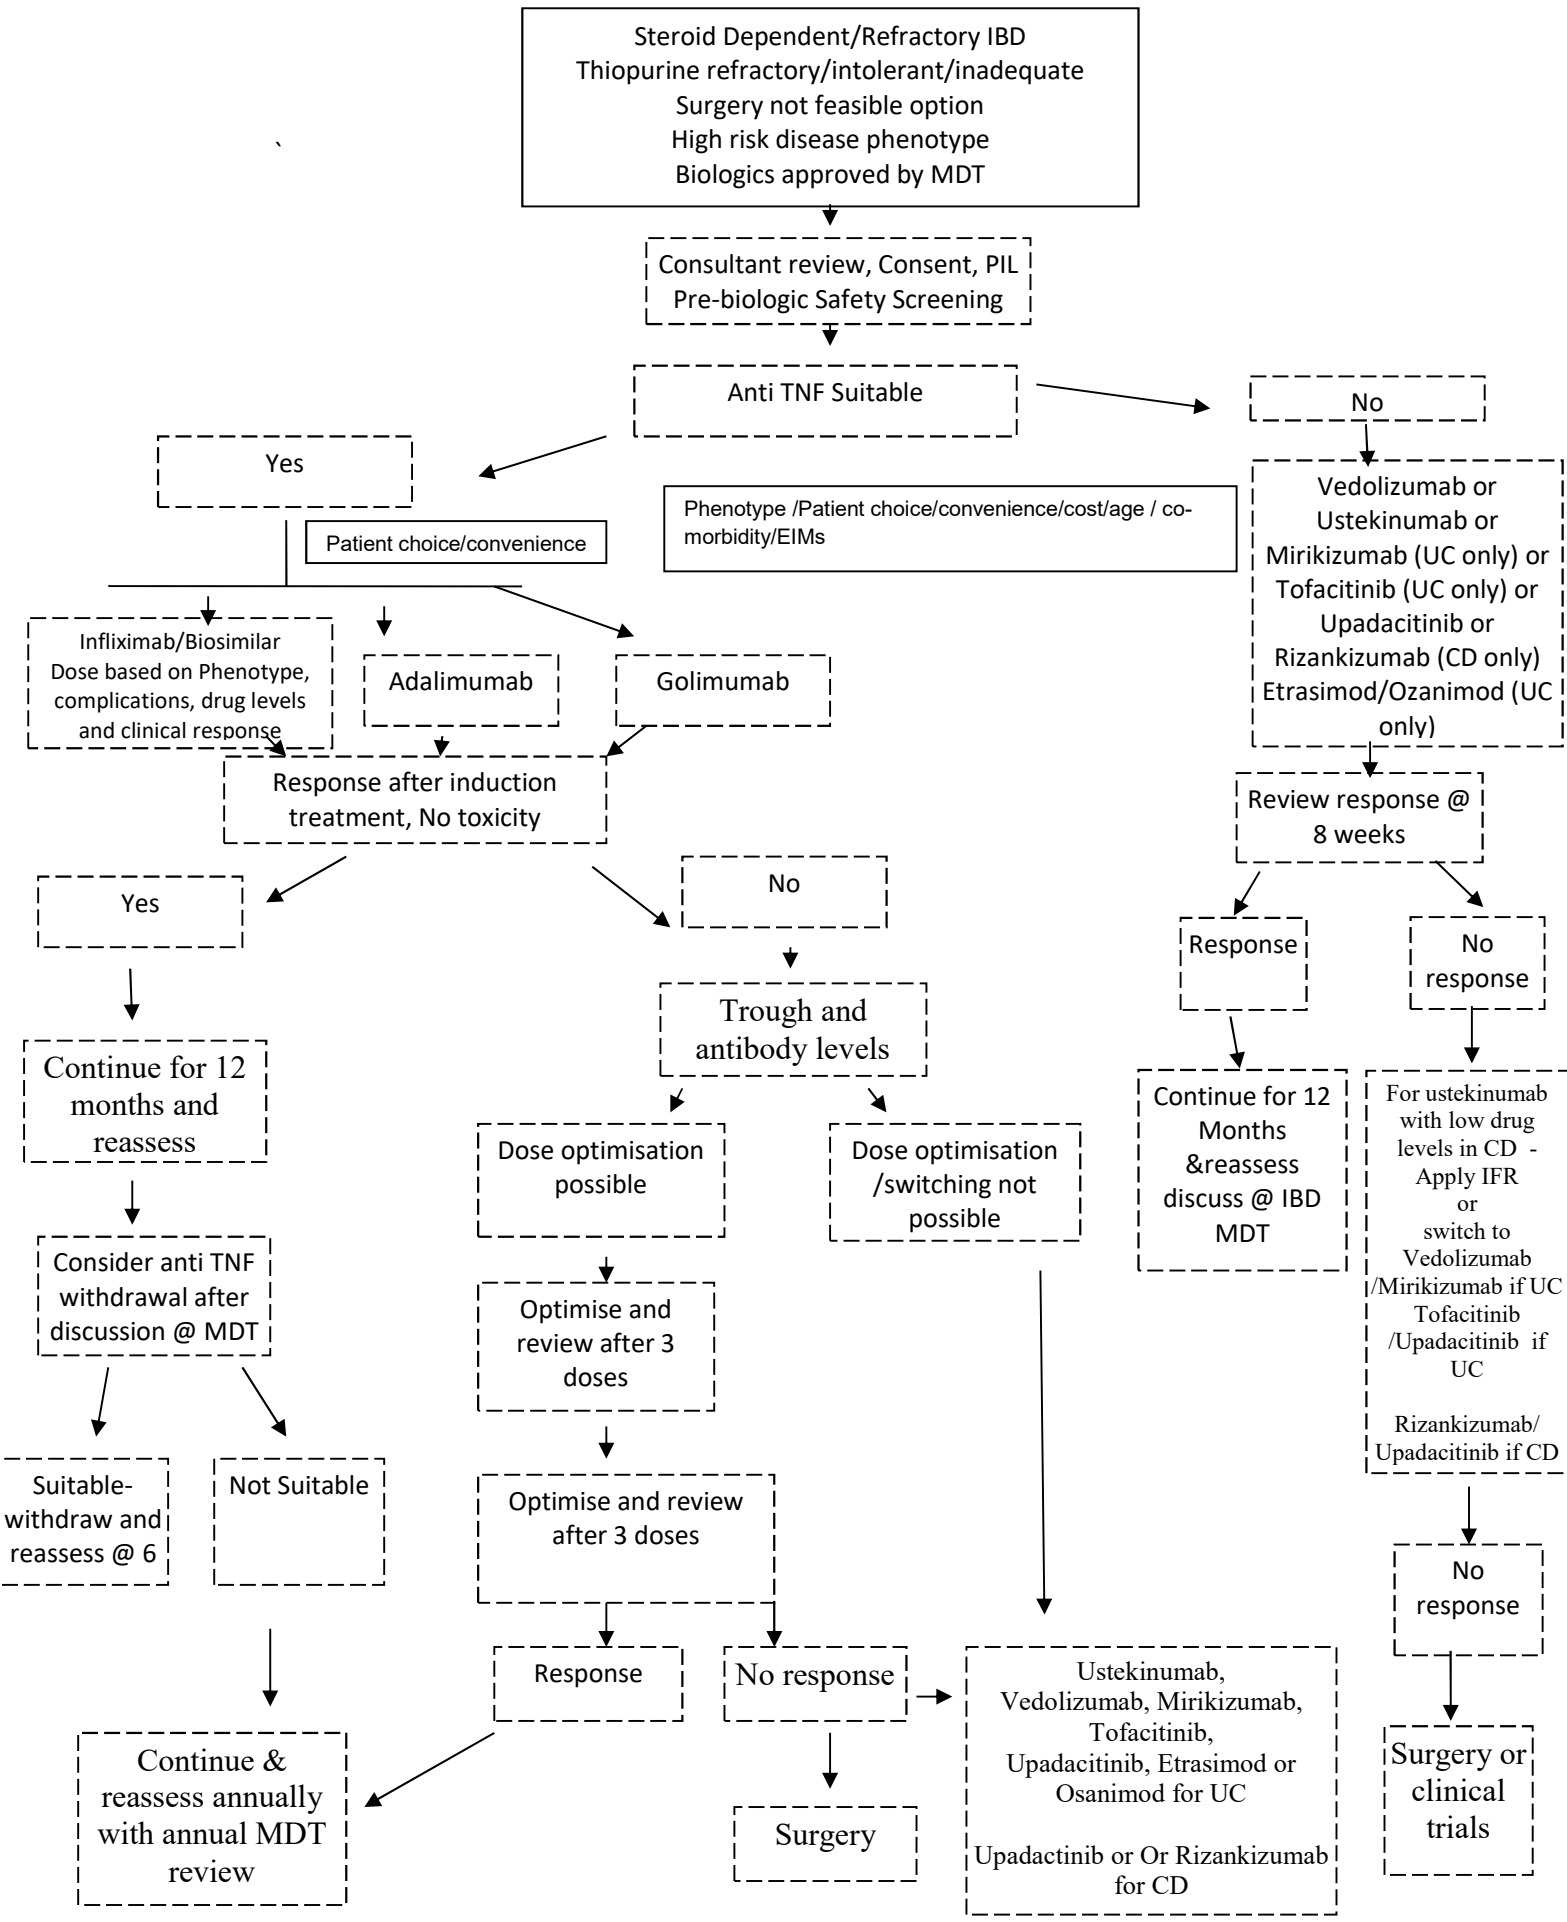 Steroid Dependent/Refractory IBD
Thiopurine refractory/intolerant/inadequate
Surgery not feasible option
High risk disease phenotype
Biologics approved by MDT
`
Consultant review, Consent, PIL
Pre-biologic Safety Screening
Anti TNF Suitable
No
Yes
Phenotype /Patient choice/convenience/cost/age / co-
morbidity/EIMs
Patient choice/convenience
Vedolizumab or
Ustekinumab or
Mirikizumab (UC only) or
Tofacitinib (UC only) or
Upadacitinib or
Rizankizumab (CD only)
Etrasimod/Ozanimod (UC
only)
Infliximab/Biosimilar
Dose based on Phenotype,
complications, drug levels
and clinical response
Adalimumab
Golimumab
Response after induction
treatment, No toxicity
Review response @
8 weeks
Yes
No
Response
No
response
Trough and
antibody levels
Continue for 12
months and
reassess
Continue for 12
Months
&reassess
discuss @ IBD
MDT
For ustekinumab
with low drug
levels in CD -
Apply IFR
or
switch to
Vedolizumab
/Mirikizumab if UC
Tofacitinib
/Upadacitinib if
UC
Rizankizumab/
Upadacitinib if CD
Dose optimisation
possible
Dose optimisation
/switching not
possible
Consider anti TNF
withdrawal after
discussion @ MDT
Optimise and
review after 3
doses
Suitable-
withdraw and
reassess @ 6
Not Suitable
Optimise and review
after 3 doses
No
response
Response
No response
Ustekinumab,
Vedolizumab, Mirikizumab,
Tofacitinib,
Upadacitinib, Etrasimod or
Osanimod for UC
Upadactinib or Or Rizankizumab
for CD
Continue &
reassess annually
with annual MDT
review
Surgery
Surgery or
clinical
trials